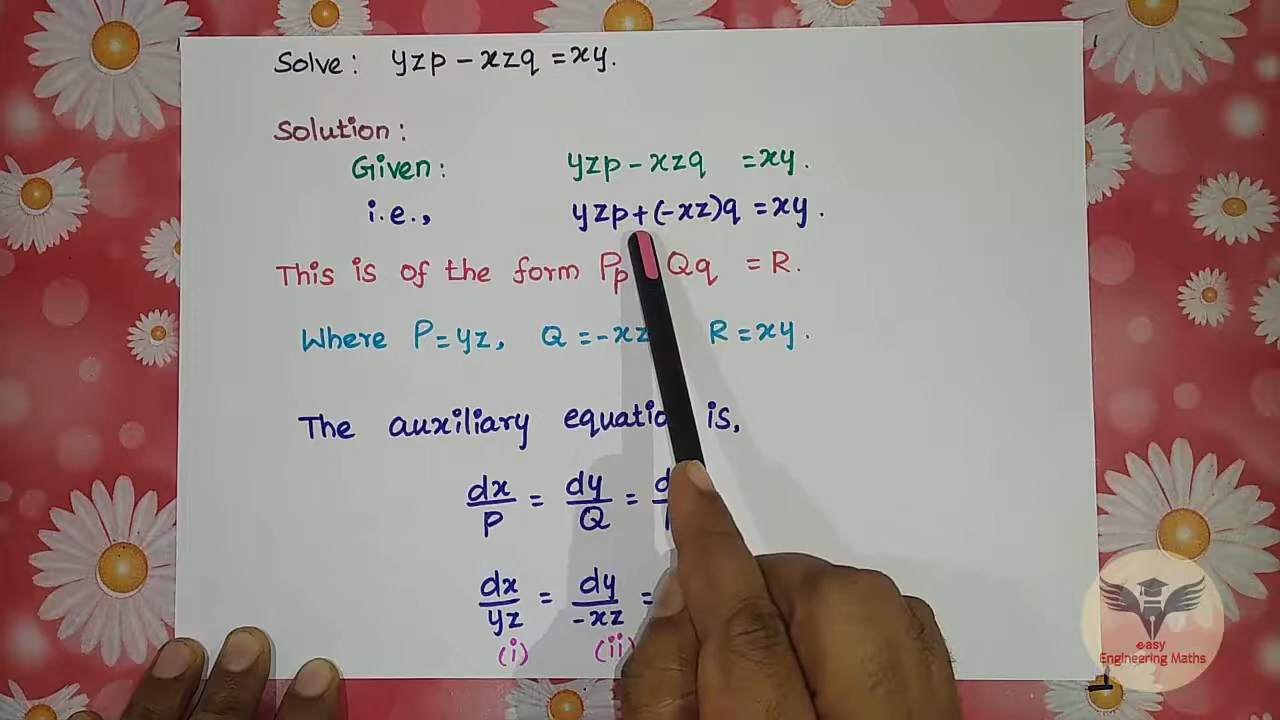 Solve: yzp - xzq = xy.
Solution:
Given: yzp - xzq = xy.
i.e., yzp + (-xz)q = xy.
This is of the form Pp Qq = R.
Where P = yz, Q = -xz R = xy.
The auxiliary equation is,
dx/P = dy/Q =
dx/yz = dy/-xz =
(i) (ii)
easy
Engineering Maths